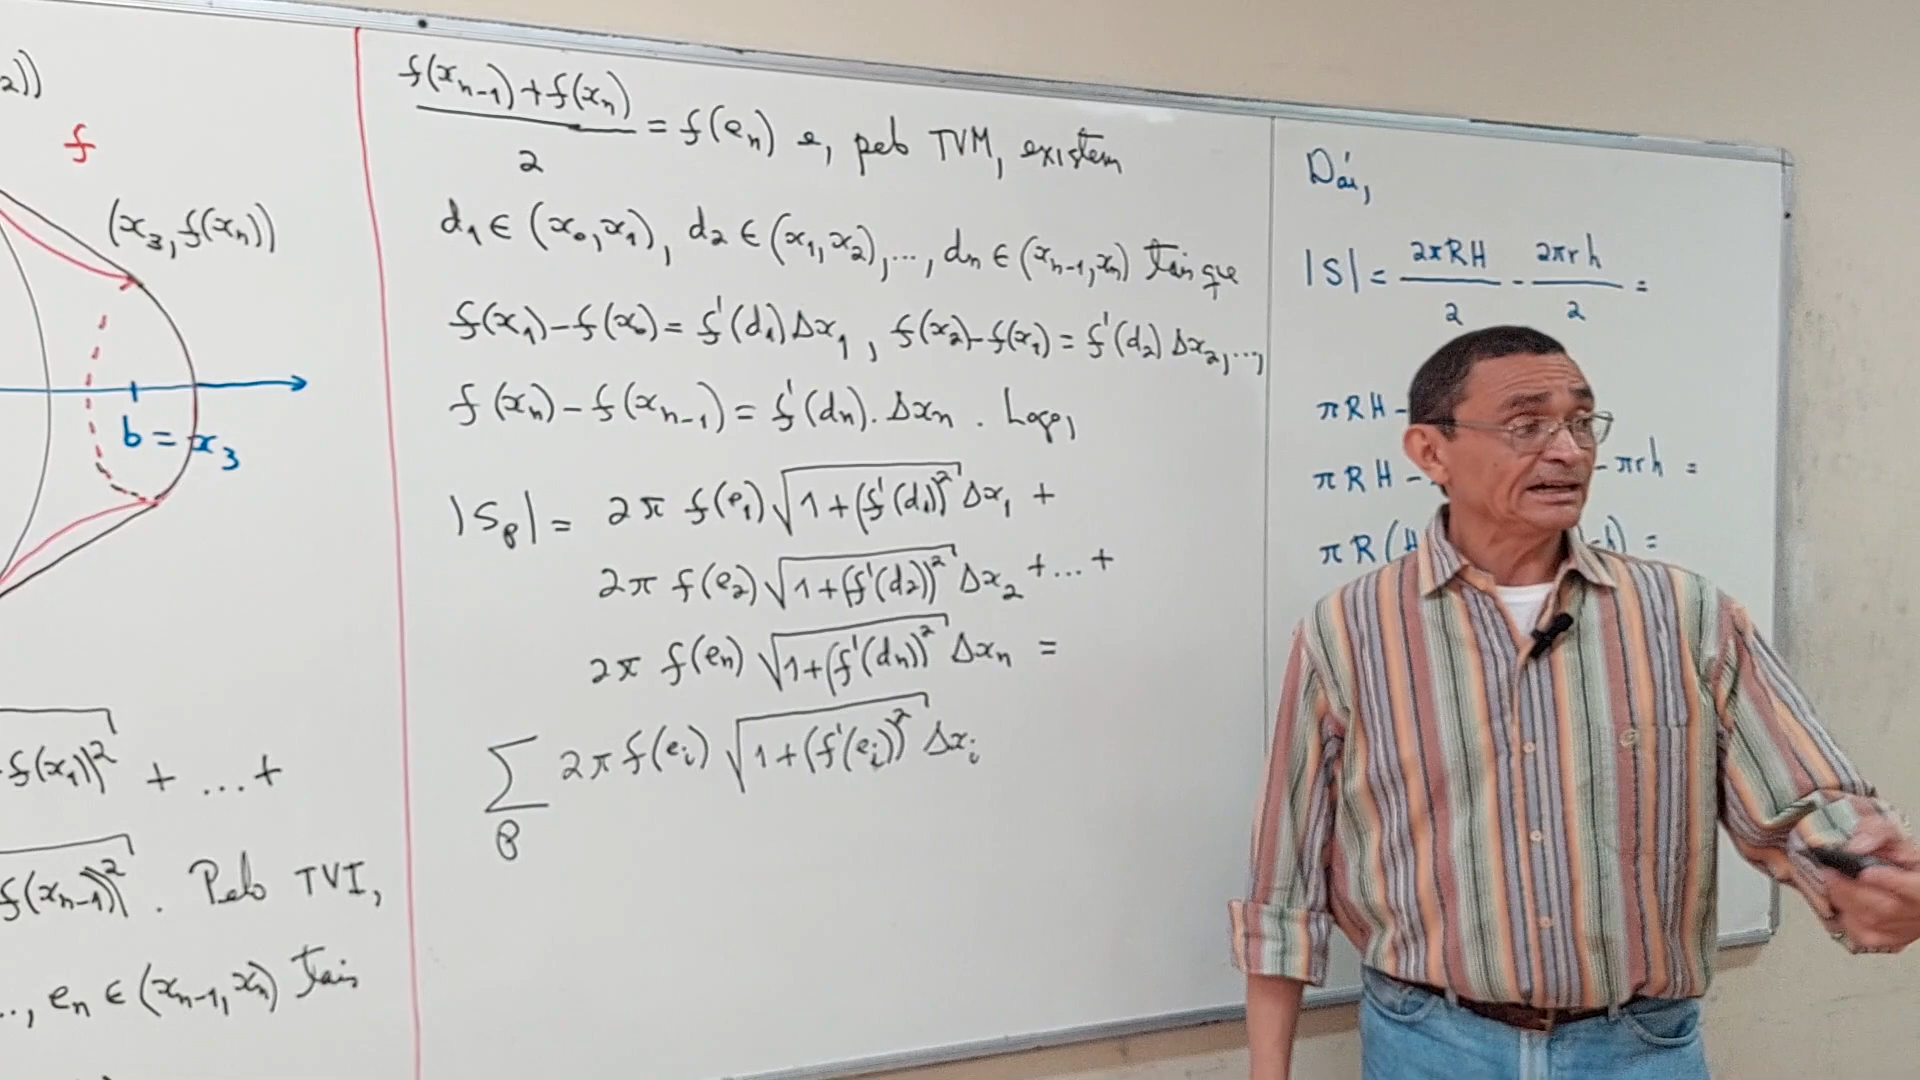 2))
f
(x₃, f(xₙ))
b = x₃
f(x₁))² + ... +
f(xₙ₋₁))² . Pelo TVI,
.., eₙ ∈ (xₙ₋₁, xₙ) tais
f(xₙ₋₁) + f(xₙ)
2
= f(eₙ) e, pelo TVM, existem
d₁ ∈ (x₀, x₁), d₂ ∈ (x₁, x₂), ..., dₙ ∈ (xₙ₋₁, xₙ) tais que
f(x₁) - f(x₀) = f'(d₁) Δx₁ , f(x₂) - f(x₁) = f'(d₂) Δx₂, ...,
f(xₙ) - f(xₙ₋₁) = f'(dₙ) . Δxₙ . Logo,
|Sₚ| = 2π f(e₁) √(1 + (f'(d₁))²) Δx₁ +
2π f(e₂) √(1 + (f'(d₂))²) Δx₂ + ... +
2π f(eₙ) √(1 + (f'(dₙ))²) Δxₙ =
∑ 2π f(eᵢ) √(1 + (f'(eᵢ))²) Δxᵢ
P
Daí,
|S| = 2πRH/2 - 2πrh/2 =
πRH -
πRH - - πrh =
πR(H -h) =